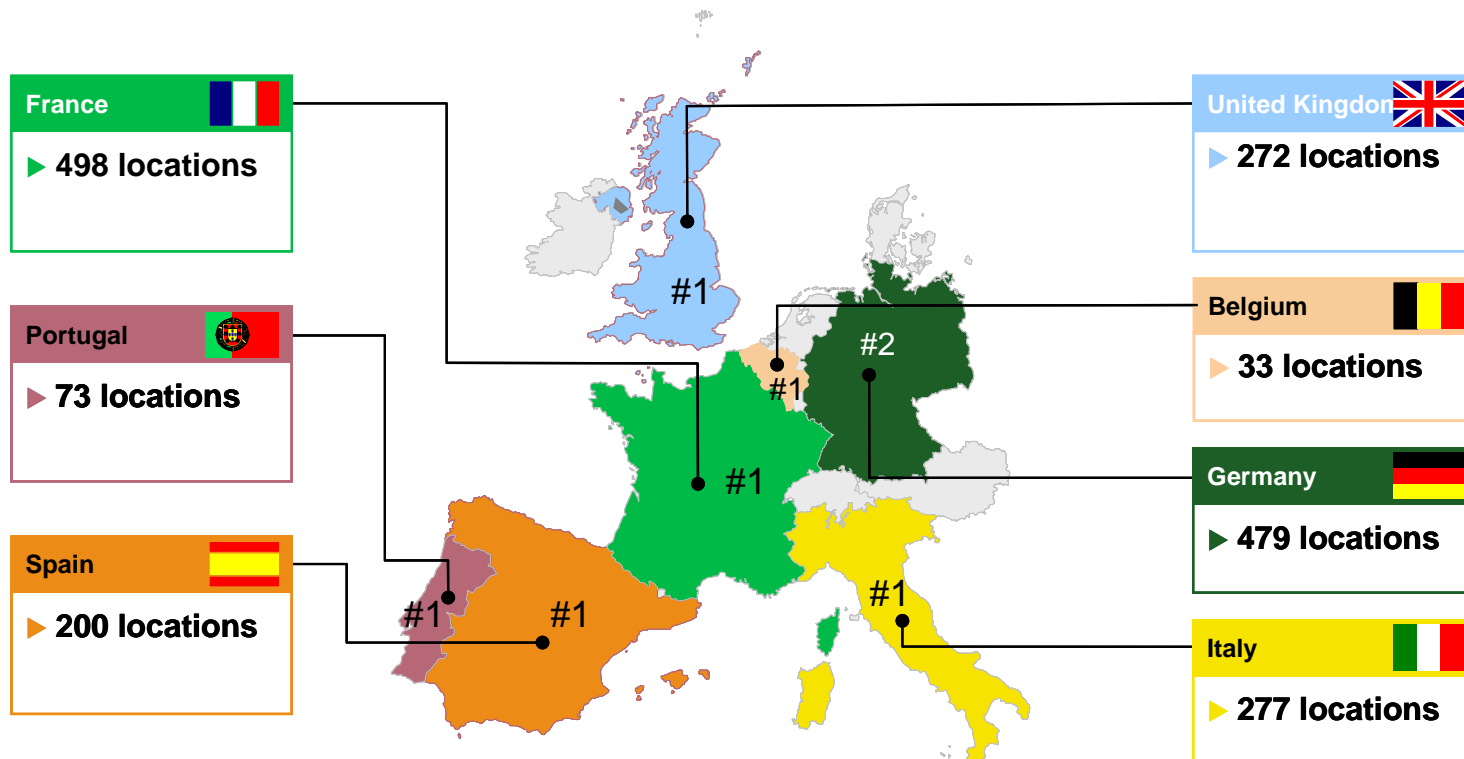 France
▶ 498 locations
Portugal
▶ 73 locations
Spain
▶ 200 locations
United Kingdom
▶ 272 locations
Belgium
▶ 33 locations
Germany
▶ 479 locations
Italy
▶ 277 locations
#1
#2
#1
#1
#1
#1
#1